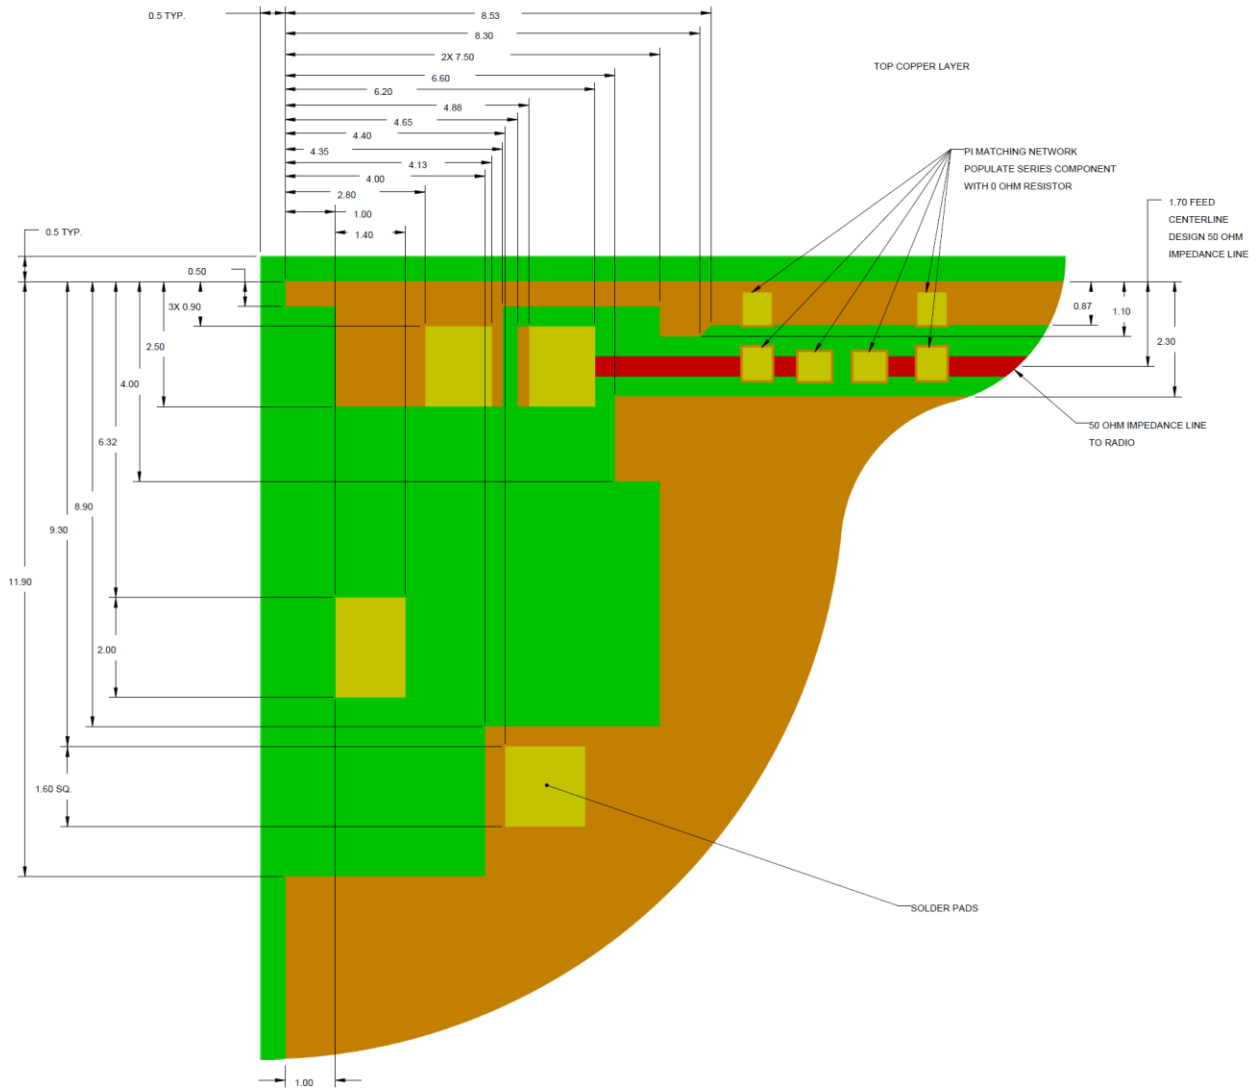 0.5 TYP.
8.53
8.30
2X 7.50
6.60
6.20
4.88
4.65
4.40
4.35
4.13
4.00
2.80
1.00
1.40
TOP COPPER LAYER
PI MATCHING NETWORK
POPULATE SERIES COMPONENT
WITH 0 OHM RESISTOR
1.70 FEED
CENTERLINE
DESIGN 50 OHM
IMPEDANCE LINE
0.5 TYP.
0.50
3X 0.90
2.50
4.00
6.32
8.90
9.30
11.90
2.00
1.60 SQ.
0.87
1.10
2.30
50 OHM IMPEDANCE LINE
TO RADIO
SOLDER PADS
1.00